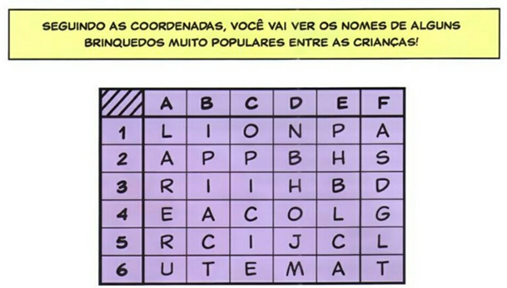 SEGUINDO AS COORDENADAS, VOCÊ VAI VER OS NOMES DE ALGUNS
BRINQUEDOS MUITO POPULARES ENTRE AS CRIANÇAS!
A B C D E F
1 L I O N P A
2 A P P B H S
3 R I I H B D
4 E A C O L G
5 R C I J C L
6 U T E M A T